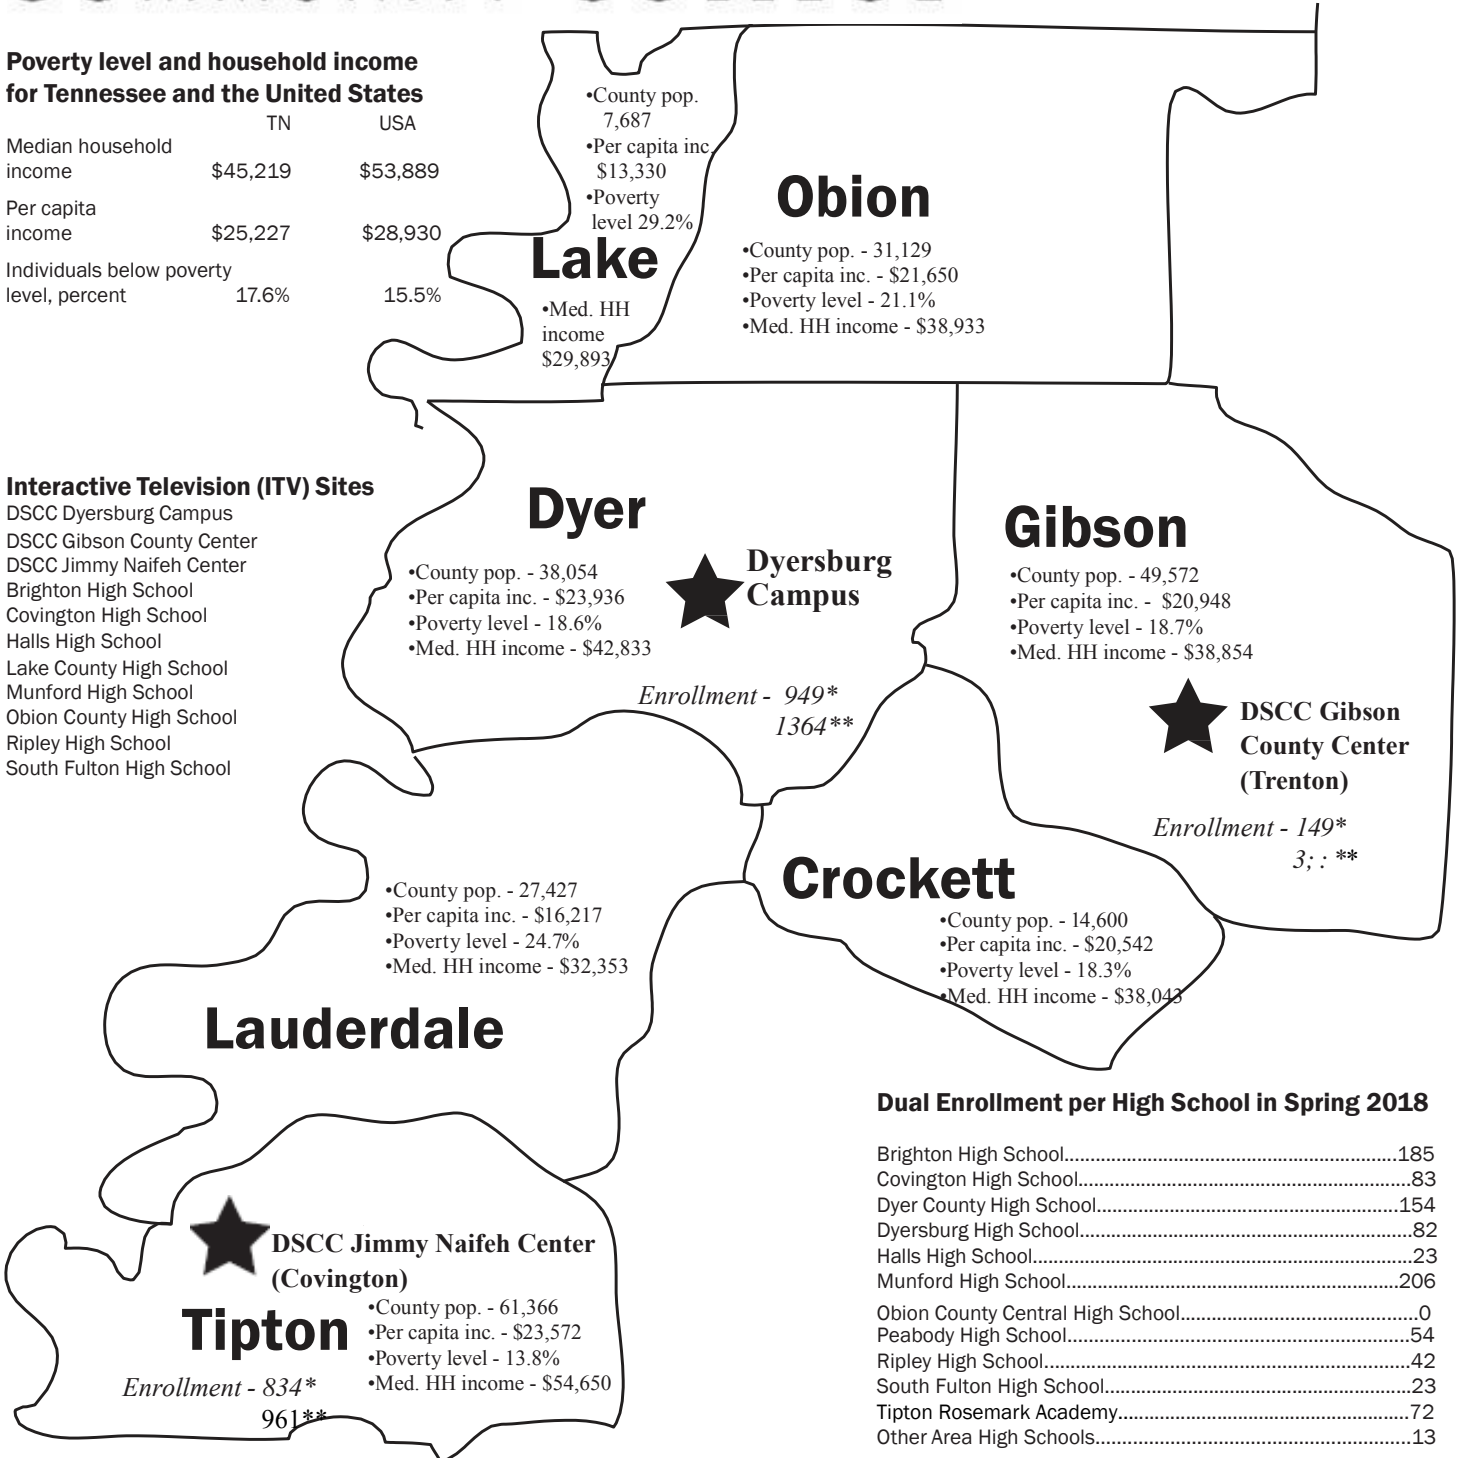 Poverty level and household income
for Tennessee and the United States
TN USA
Median household
income $45,219 $53,889
Per capita
income $25,227 $28,930
Individuals below poverty
level, percent 17.6% 15.5%
•County pop.
7,687
•Per capita inc.
$13,330
•Poverty
level 29.2%
Lake
•Med. HH
income
$29,893
Obion
•County pop. - 31,129
•Per capita inc. - $21,650
•Poverty level - 21.1%
•Med. HH income - $38,933
Interactive Television (ITV) Sites
DSCC Dyersburg Campus
DSCC Gibson County Center
DSCC Jimmy Naifeh Center
Brighton High School
Covington High School
Halls High School
Lake County High School
Munford High School
Obion County High School
Ripley High School
South Fulton High School
Dyer
•County pop. - 38,054
•Per capita inc. - $23,936
•Poverty level - 18.6%
•Med. HH income - $42,833
Dyersburg
Campus
Enrollment - 949*
1364**
Gibson
•County pop. - 49,572
•Per capita inc. - $20,948
•Poverty level - 18.7%
•Med. HH income - $38,854
DSCC Gibson
County Center
(Trenton)
Enrollment - 149*
3; : **
•County pop. - 27,427
•Per capita inc. - $16,217
•Poverty level - 24.7%
•Med. HH income - $32,353
Lauderdale
Crockett
•County pop. - 14,600
•Per capita inc. - $20,542
•Poverty level - 18.3%
•Med. HH income - $38,043
DSCC Jimmy Naifeh Center
(Covington)
Tipton
•County pop. - 61,366
•Per capita inc. - $23,572
•Poverty level - 13.8%
•Med. HH income - $54,650
Enrollment - 834*
961**
Dual Enrollment per High School in Spring 2018
Brighton High School...............................................................185
Covington High School...............................................................83
Dyer County High School..........................................................154
Dyersburg High School...............................................................82
Halls High School.......................................................................23
Munford High School...............................................................206
Obion County Central High School.............................................0
Peabody High School.................................................................54
Ripley High School.....................................................................42
South Fulton High School...........................................................23
Tipton Rosemark Academy.......................................................72
Other Area High Schools............................................................13